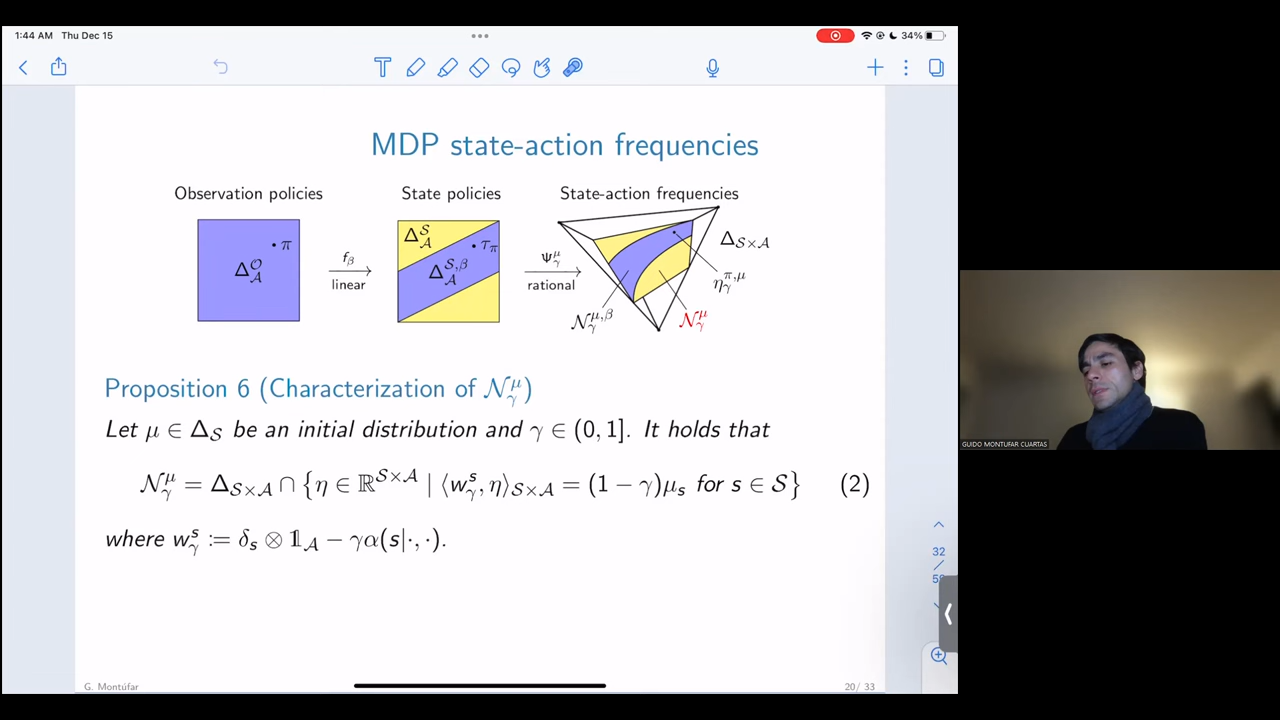 1:44 AM Thu Dec 15
34%
T
MDP state-action frequencies
Observation policies State policies State-action frequencies
• π
Δ_𝒜^𝒪
f_β
linear
Δ_𝒜^𝒮
• τ_π
Δ_𝒜^{𝒮,β}
Ψ_γ^μ
rational
Δ_{𝒮×𝒜}
η_γ^{π,μ}
𝒩_γ^{μ,β}
𝒩_γ^μ
Proposition 6 (Characterization of 𝒩_γ^μ)
Let μ ∈ Δ_𝒮 be an initial distribution and γ ∈ (0, 1]. It holds that
𝒩_γ^μ = Δ_{𝒮×𝒜} ∩ {η ∈ ℝ^{𝒮×𝒜} | ⟨w_γ^s, η⟩_{𝒮×𝒜} = (1 − γ)μ_s for s ∈ 𝒮} (2)
where w_γ^s := δ_s ⊗ 𝟙_𝒜 − γα(s|·, ·).
32
/
G. Montúfar
20/ 33
GUIDO MONTUFAR CUARTAS